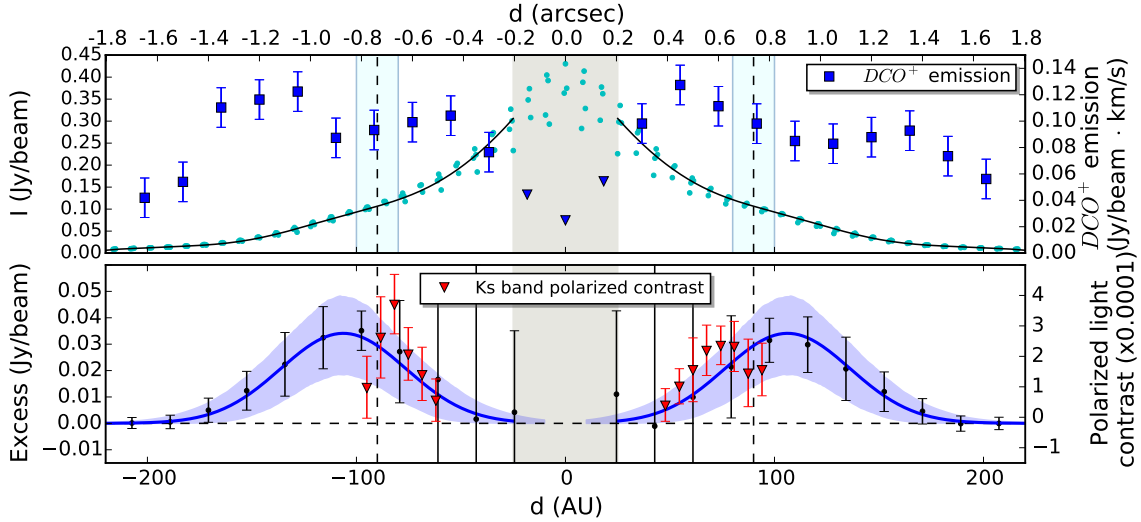 d (arcsec)
-1.8 -1.6 -1.4 -1.2 -1.0 -0.8 -0.6 -0.4 -0.2 0.0 0.2 0.4 0.6 0.8 1.0 1.2 1.4 1.6 1.8
I (Jy/beam)
0.45
0.40
0.35
0.30
0.25
0.20
0.15
0.10
0.05
0.00
DCO⁺ emission
0.14
0.12
0.10
0.08
0.06
0.04
0.02
0.00
DCO⁺ emission
(Jy/beam · km/s)
Excess (Jy/beam)
0.05
0.04
0.03
0.02
0.01
0.00
−0.01
Ks band polarized contrast
4
3
2
1
0
−1
Polarized light
contrast (x0.0001)
−200 −100 0 100 200
d (AU)